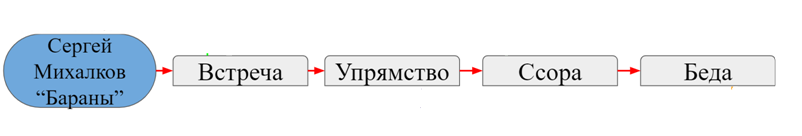 Сергей
Михалков
“Бараны”
Встреча
Упрямство
Ссора
Беда